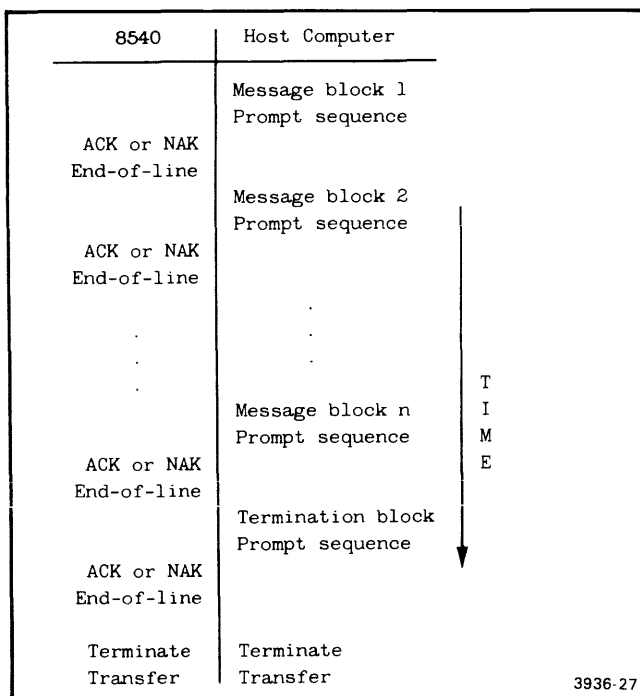 8540 Host Computer
Message block 1
Prompt sequence
ACK or NAK
End-of-line
Message block 2
Prompt sequence
ACK or NAK
End-of-line
. .
. .
. .
Message block n
Prompt sequence
ACK or NAK
End-of-line
Termination block
Prompt sequence
ACK or NAK
End-of-line
Terminate Terminate
Transfer Transfer
T
I
M
E
3936-27